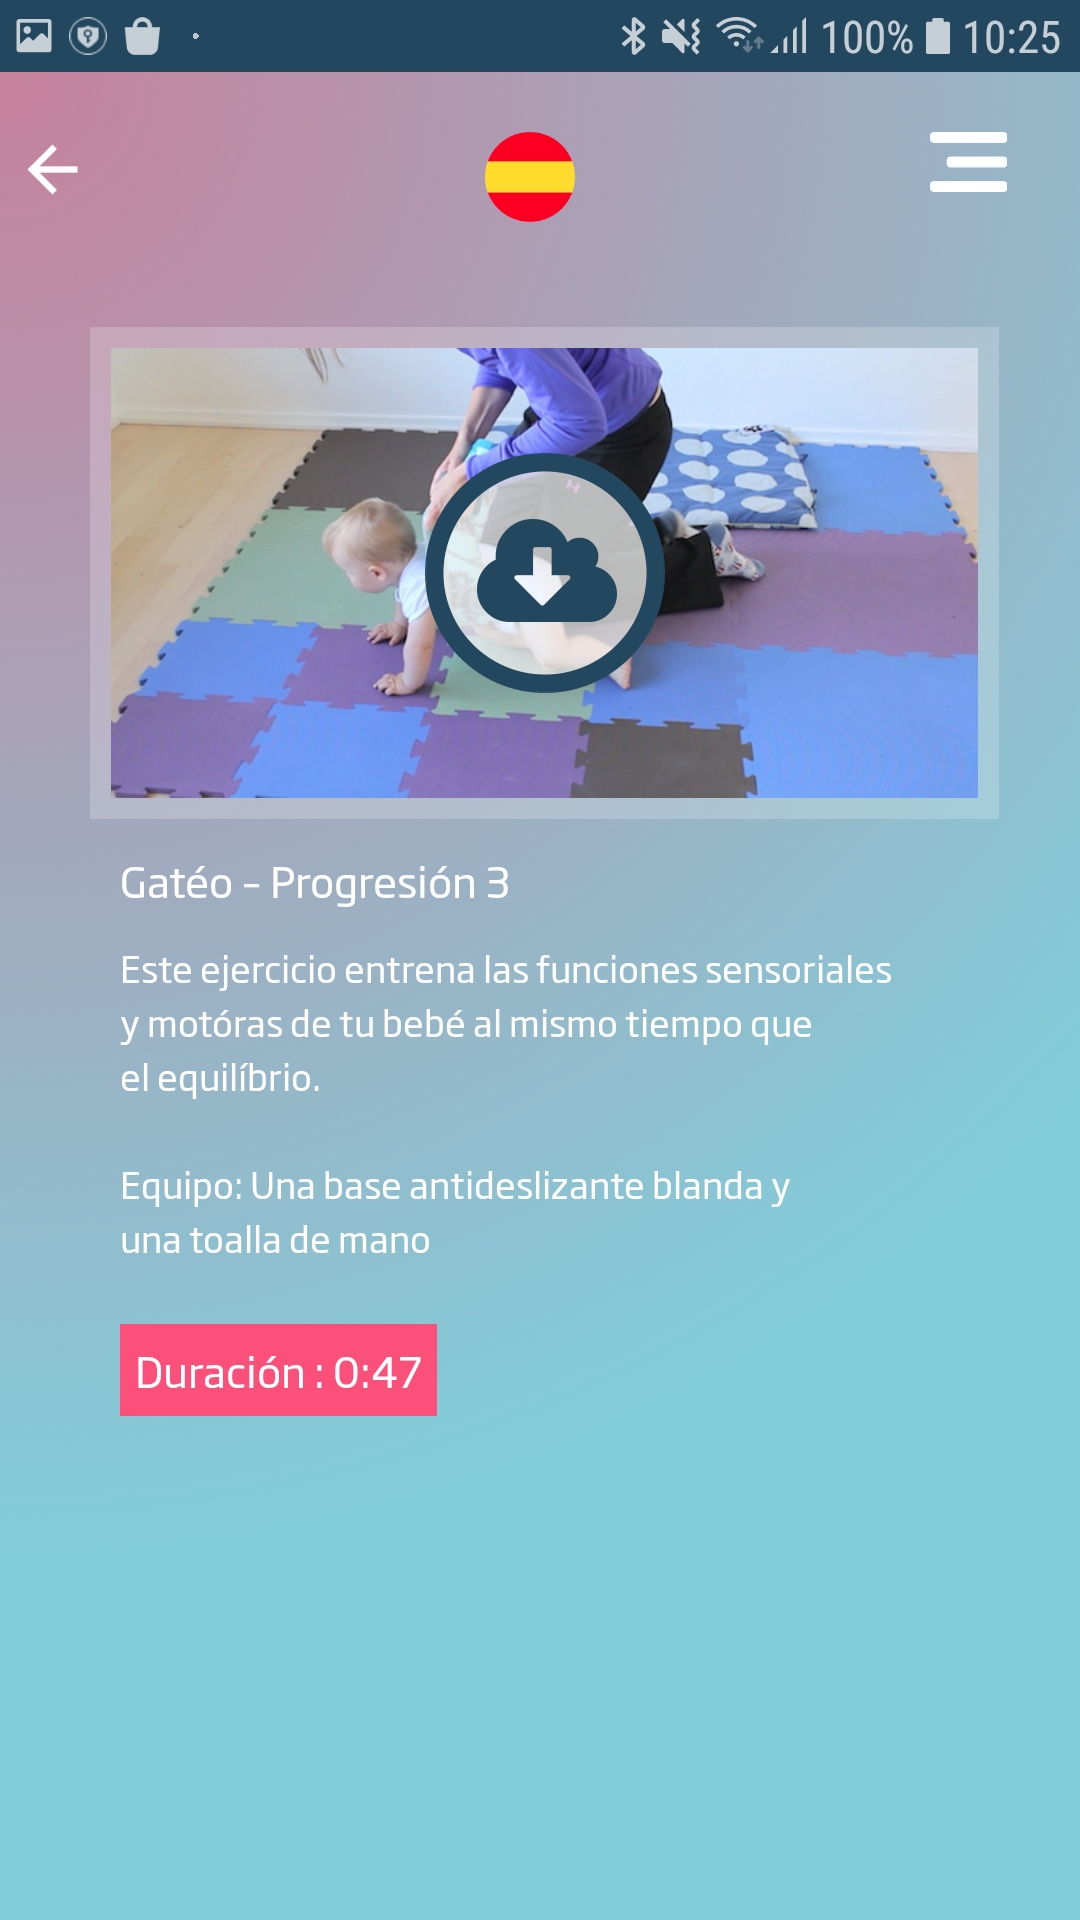 100% 10:25
Gatéo – Progresión 3
Este ejercicio entrena las funciones sensoriales
y motóras de tu bebé al mismo tiempo que
el equilíbrio.
Equipo: Una base antideslizante blanda y
una toalla de mano
Duración : 0:47